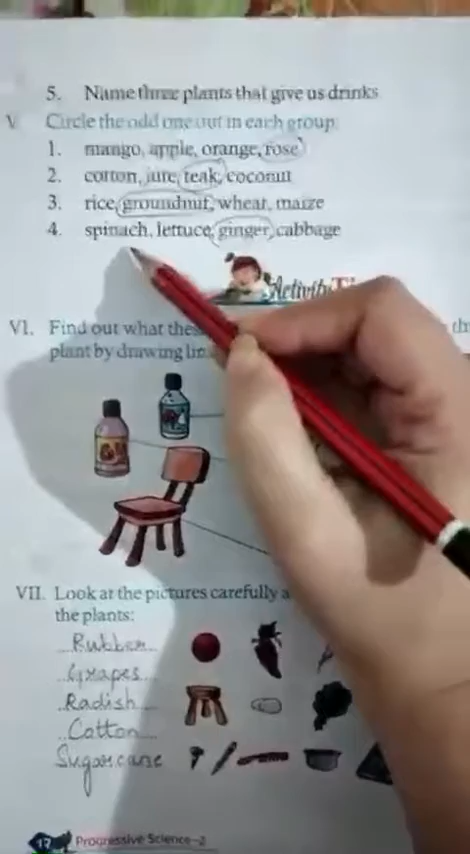 5. Name three plants that give us drinks
V Circle the odd one out in each group
1. mango, apple, orange, rose
2. cotton, jute, teak, coconut
3. rice, groundnut, wheat, maize
4. spinach, lettuce, ginger, cabbage
Activity
VI. Find out what
plant by drawing
VII. Look at the pictures carefully
the plants:
Rubber
Grapes
Radish
Cotton
Sugarcane
17 Progressive Science-2